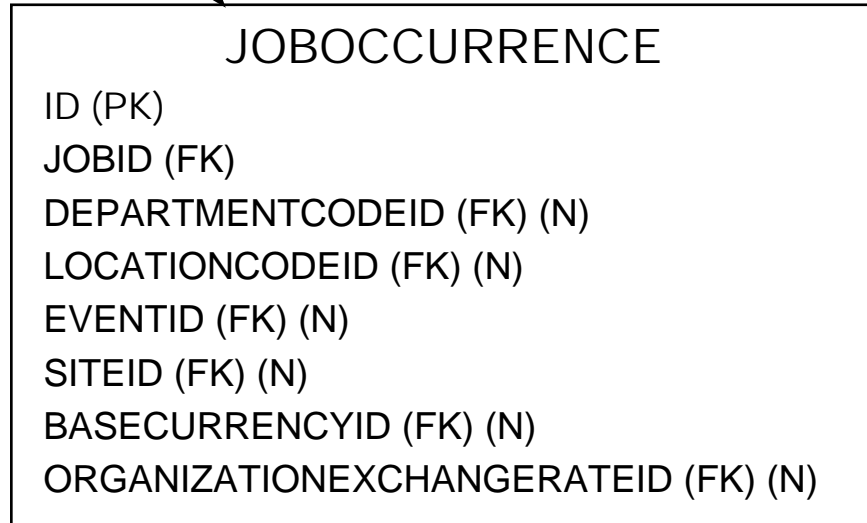 JOBOCCURRENCE
ID (PK)
JOBID (FK)
DEPARTMENTCODEID (FK) (N)
LOCATIONCODEID (FK) (N)
EVENTID (FK) (N)
SITEID (FK) (N)
BASECURRENCYID (FK) (N)
ORGANIZATIONEXCHANGERATEID (FK) (N)